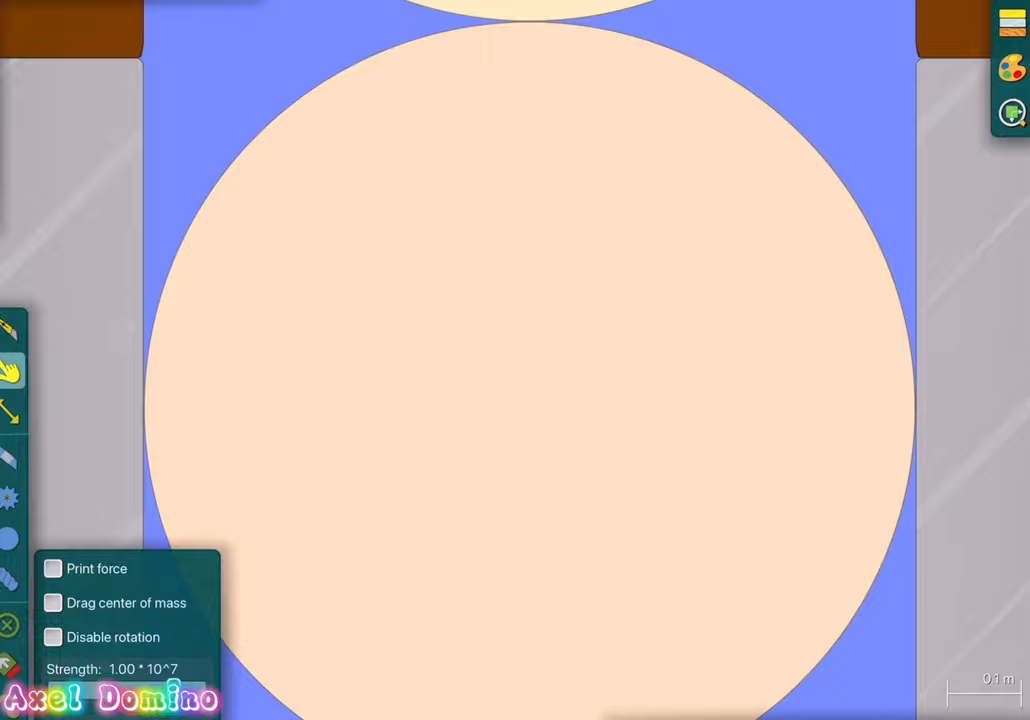 Print force
Drag center of mass
Disable rotation
Strength: 1.00 * 10^7
Axel Domino
0.1 m